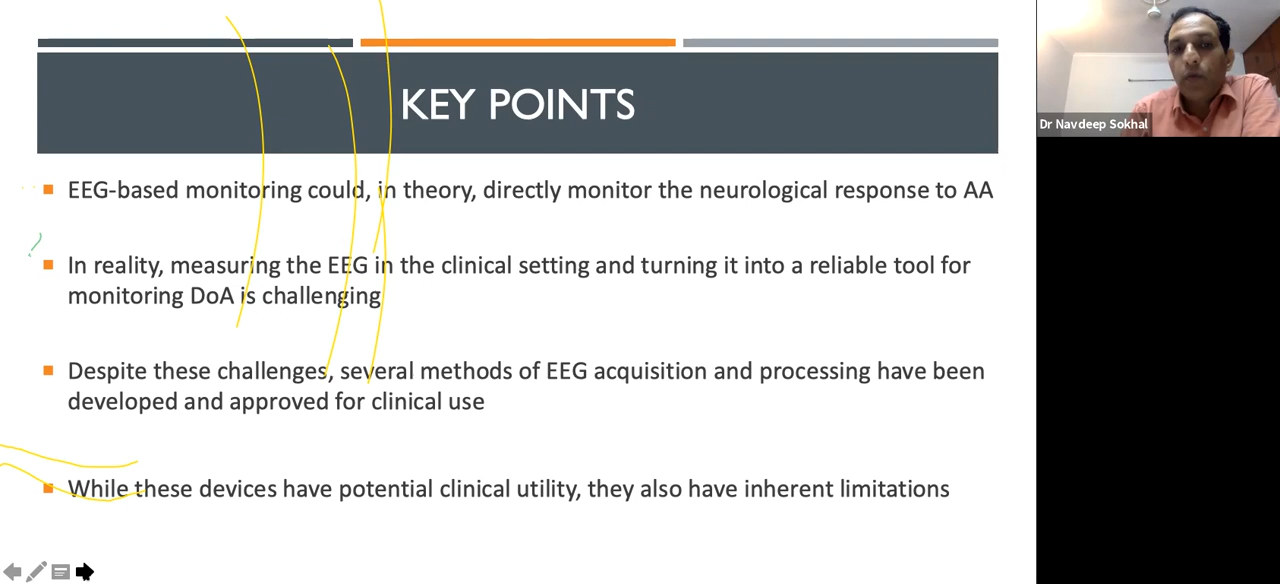 KEY POINTS
EEG-based monitoring could, in theory, directly monitor the neurological response to AA
In reality, measuring the EEG in the clinical setting and turning it into a reliable tool for
monitoring DoA is challenging
Despite these challenges, several methods of EEG acquisition and processing have been
developed and approved for clinical use
While these devices have potential clinical utility, they also have inherent limitations
Dr Navdeep Sokhal